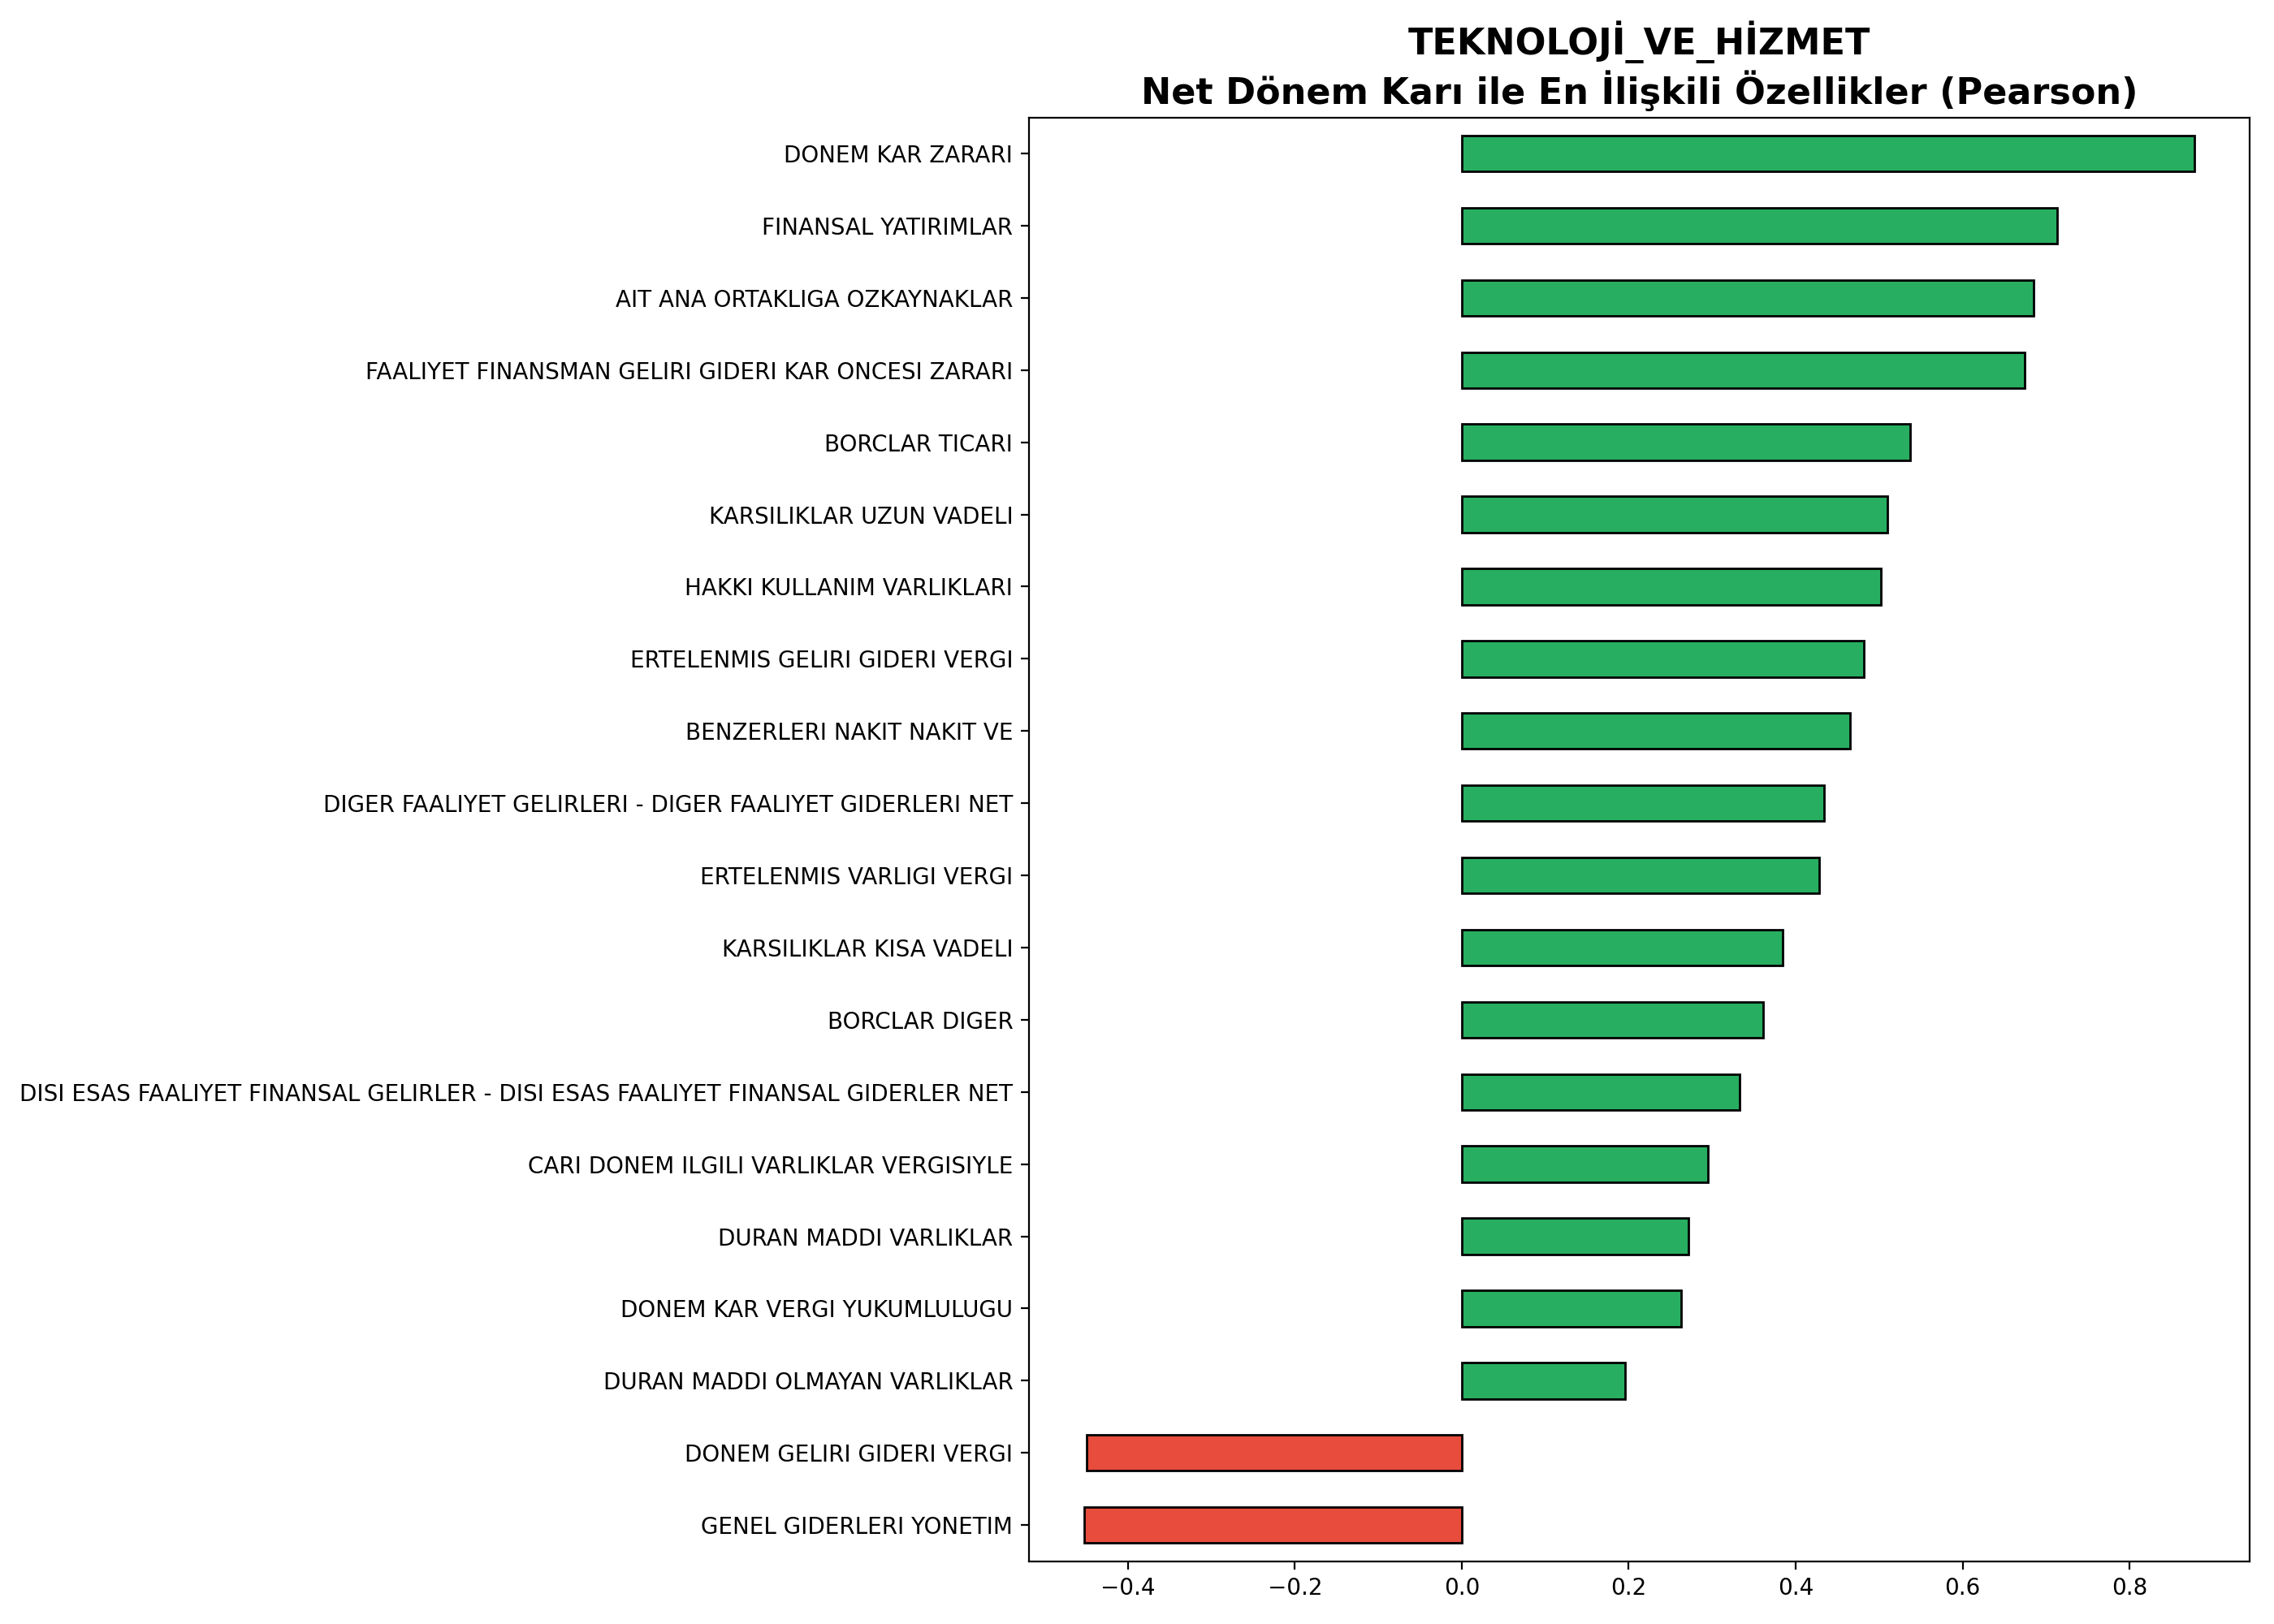 TEKNOLOJİ_VE_HİZMET
Net Dönem Karı ile En İlişkili Özellikler (Pearson)
DONEM KAR ZARARI
FINANSAL YATIRIMLAR
AIT ANA ORTAKLIGA OZKAYNAKLAR
FAALIYET FINANSMAN GELIRI GIDERI KAR ONCESI ZARARI
BORCLAR TICARI
KARSILIKLAR UZUN VADELI
HAKKI KULLANIM VARLIKLARI
ERTELENMIS GELIRI GIDERI VERGI
BENZERLERI NAKIT NAKIT VE
DIGER FAALIYET GELIRLERI - DIGER FAALIYET GIDERLERI NET
ERTELENMIS VARLIGI VERGI
KARSILIKLAR KISA VADELI
BORCLAR DIGER
DISI ESAS FAALIYET FINANSAL GELIRLER - DISI ESAS FAALIYET FINANSAL GIDERLER NET
CARI DONEM ILGILI VARLIKLAR VERGISIYLE
DURAN MADDI VARLIKLAR
DONEM KAR VERGI YUKUMLULUGU
DURAN MADDI OLMAYAN VARLIKLAR
DONEM GELIRI GIDERI VERGI
GENEL GIDERLERI YONETIM
−0.4 −0.2 0.0 0.2 0.4 0.6 0.8